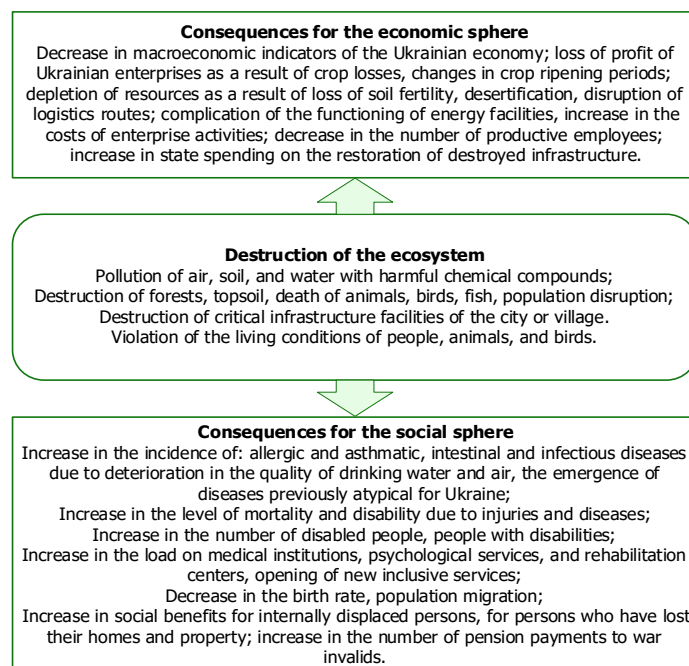 Consequences for the economic sphere
Decrease in macroeconomic indicators of the Ukrainian economy; loss of profit of
Ukrainian enterprises as a result of crop losses, changes in crop ripening periods;
depletion of resources as a result of loss of soil fertility, desertification, disruption of
logistics routes; complication of the functioning of energy facilities, increase in the
costs of enterprise activities; decrease in the number of productive employees;
increase in state spending on the restoration of destroyed infrastructure.
Destruction of the ecosystem
Pollution of air, soil, and water with harmful chemical compounds;
Destruction of forests, topsoil, death of animals, birds, fish, population disruption;
Destruction of critical infrastructure facilities of the city or village.
Violation of the living conditions of people, animals, and birds.
Consequences for the social sphere
Increase in the incidence of: allergic and asthmatic, intestinal and infectious diseases
due to deterioration in the quality of drinking water and air, the emergence of
diseases previously atypical for Ukraine;
Increase in the level of mortality and disability due to injuries and diseases;
Increase in the number of disabled people, people with disabilities;
Increase in the load on medical institutions, psychological services, and rehabilitation
centers, opening of new inclusive services;
Decrease in the birth rate, population migration;
Increase in social benefits for internally displaced persons, for persons who have lost
their homes and property; increase in the number of pension payments to war
invalids.